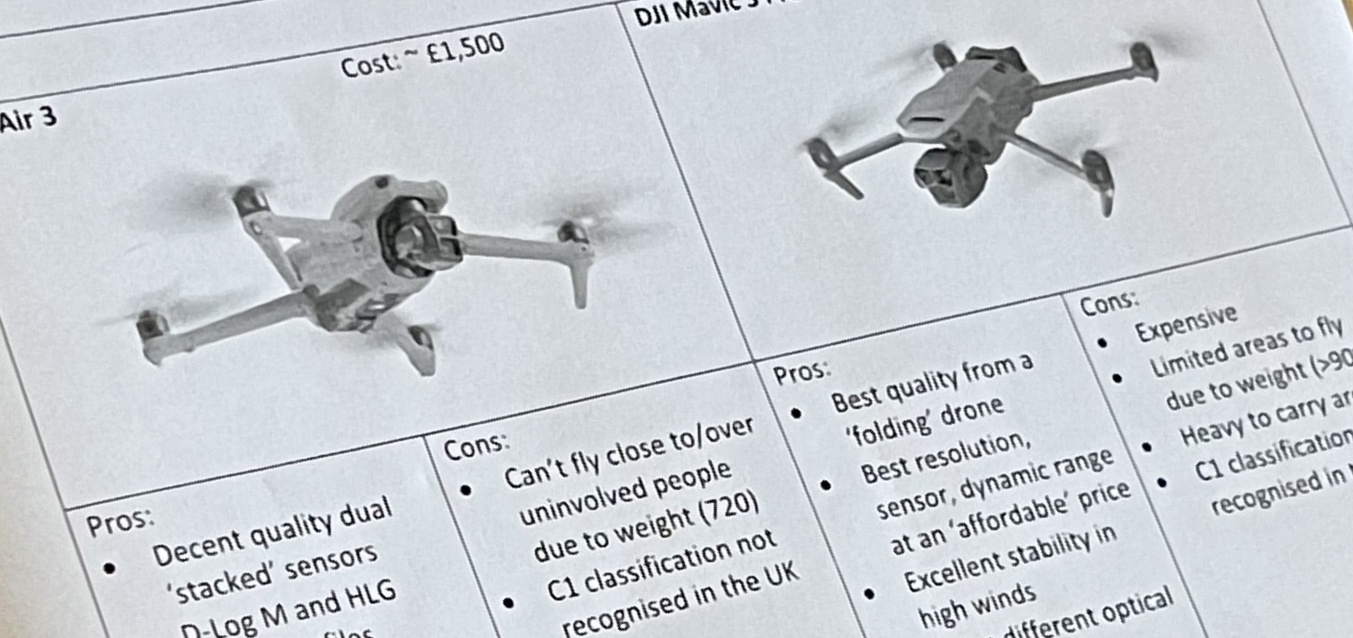 Cost: ~ £1,500
DJI Mavic 3
Air 3
Pros:
• Decent quality dual
'stacked' sensors
D-Log M and HLG
Cons:
• Can't fly close to/over
uninvolved people
due to weight (720)
• C1 classification not
recognised in the UK
Pros:
• Best quality from a
'folding' drone
• Best resolution,
sensor, dynamic range
at an 'affordable' price
• Excellent stability in
high winds
different optical
Cons:
• Expensive
• Limited areas to fly
due to weight (>90
• Heavy to carry
• C1 classification
recognised in